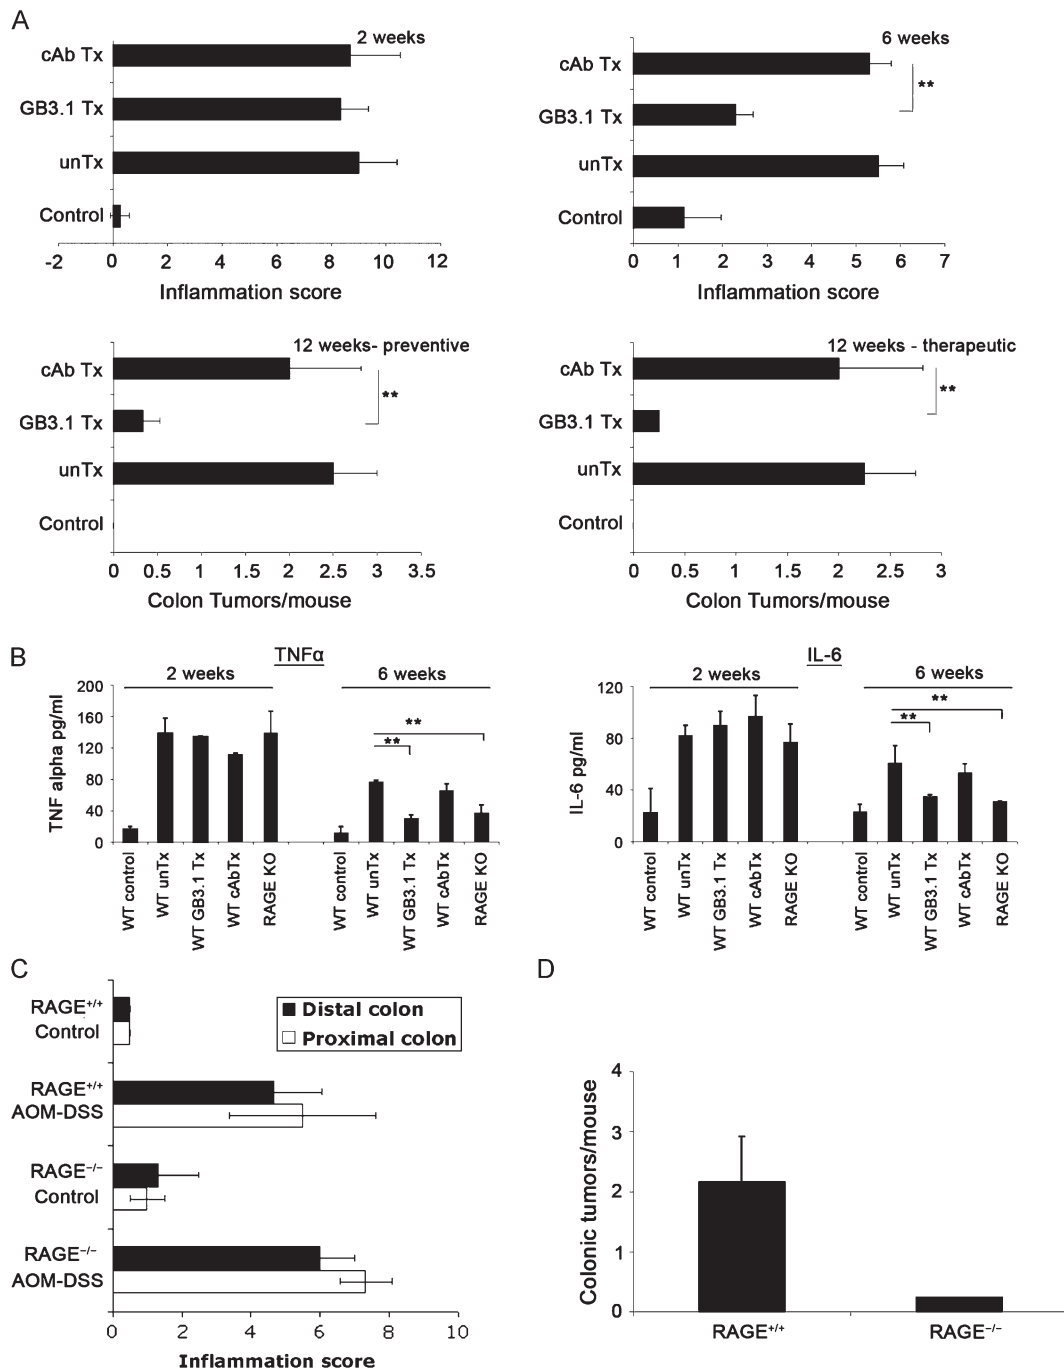 A
2 weeks
cAb Tx
GB3.1 Tx
unTx
Control
-2 0 2 4 6 8 10 12
Inflammation score
6 weeks
cAb Tx
**
GB3.1 Tx
unTx
Control
0 1 2 3 4 5 6 7
Inflammation score
12 weeks- preventive
cAb Tx
**
GB3.1 Tx
unTx
Control
0 0.5 1 1.5 2 2.5 3 3.5
Colon Tumors/mouse
12 weeks - therapeutic
cAb Tx
**
GB3.1 Tx
unTx
Control
0 0.5 1 1.5 2 2.5 3
Colon Tumors/mouse
B
TNFα
2 weeks 6 weeks
TNF alpha pg/ml
200
160
120
80
40
0
**
**
WT control
WT unTx
WT GB3.1 Tx
WT cAbTx
RAGE KO
WT control
WT unTx
WT GB3.1 Tx
WT cAbTx
RAGE KO
IL-6
2 weeks 6 weeks
IL-6 pg/ml
120
80
40
0
**
**
WT control
WT unTx
WT GB3.1 Tx
WT cAb Tx
RAGE KO
WT control
WT unTx
WT GB3.1 Tx
WT cAbTx
RAGE KO
C
Distal colon
Proximal colon
RAGE+/+
Control
RAGE+/+
AOM-DSS
RAGE−/−
Control
RAGE−/−
AOM-DSS
0 2 4 6 8 10
Inflammation score
D
Colonic tumors/mouse
4
3
2
1
0
RAGE+/+ RAGE−/−